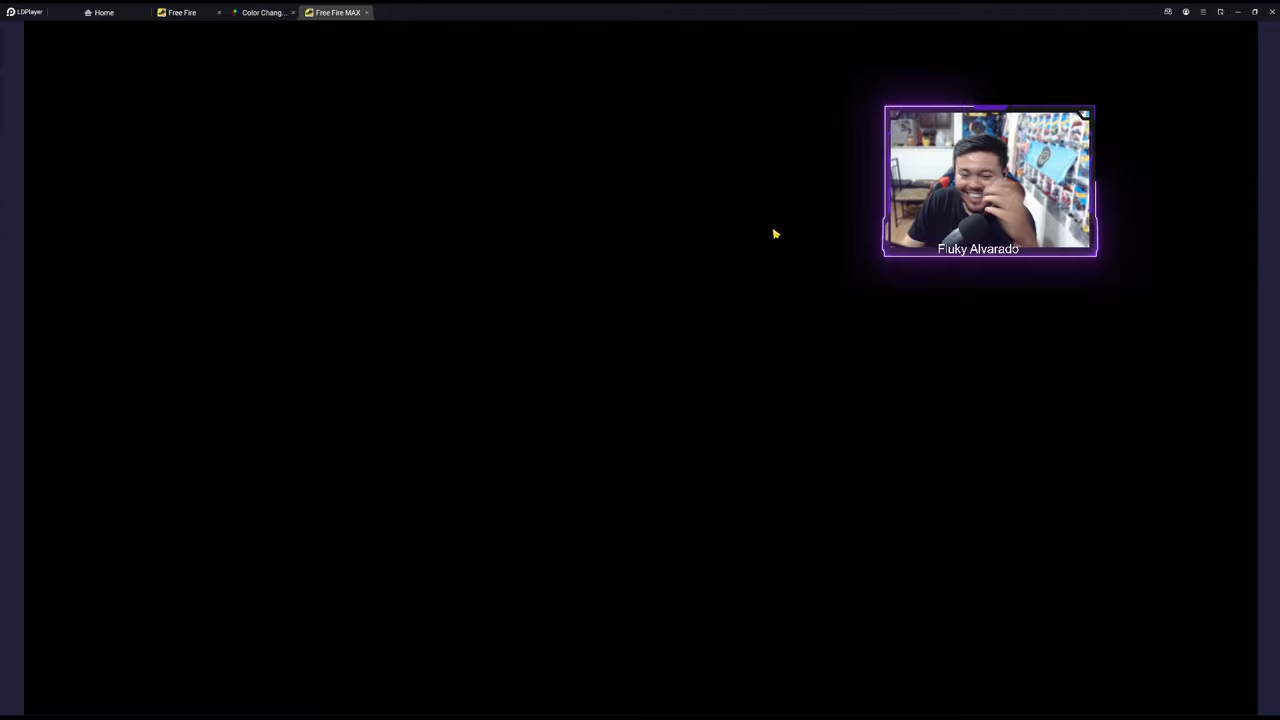 LDPlayer
Home
Free Fire
Color Chang...
Free Fire MAX
Fluky Alvarado